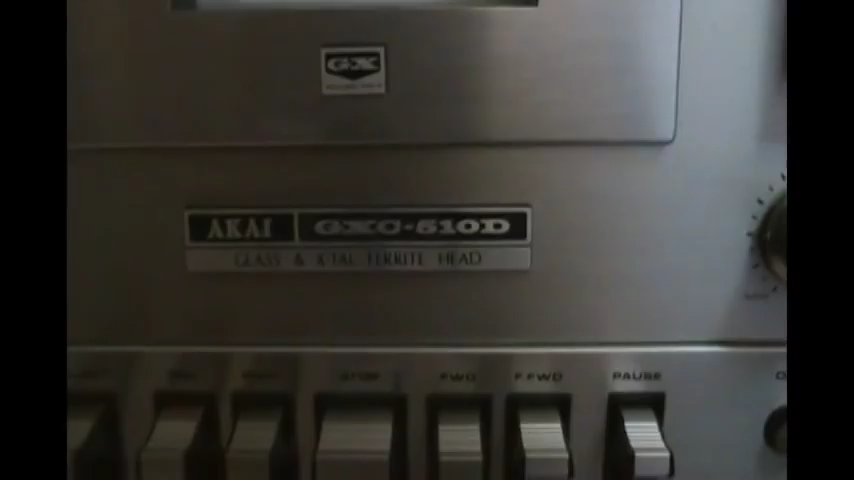 GX
AKAI GXC-510D
GLASS & X'TAL FERRITE HEAD
STOP FWD F.FWD PAUSE